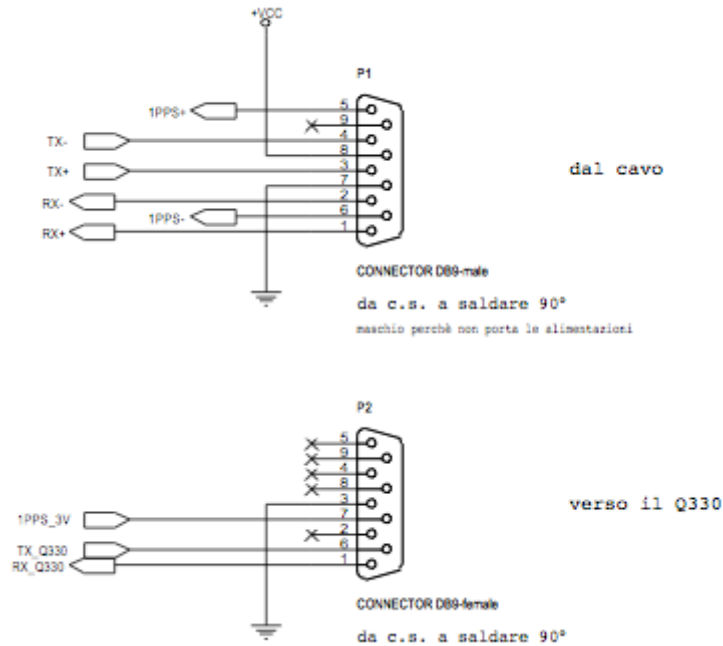 +VCC
P1
1PPS+
5
9
TX-
4
8
TX+
3
dal cavo
7
RX-
2
1PPS-
6
RX+
1
CONNECTOR DB9-male
da c.s. a saldare 90°
maschio perchè non porta le alimentazioni
P2
5
9
4
8
3
verso il Q330
1PPS_3V
7
2
TX_Q330
6
RX_Q330
1
CONNECTOR DB9-female
da c.s. a saldare 90°